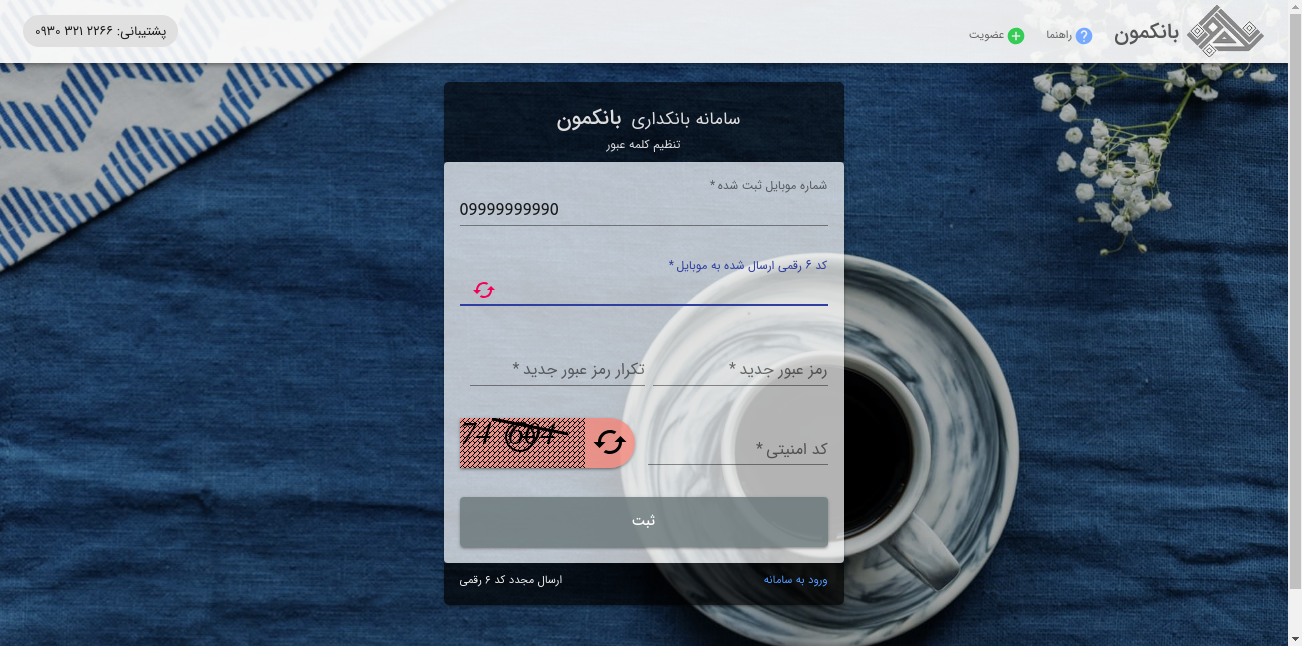 بانکمون
راهنما
عضویت
پشتیبانی: ۲۲۶۶ ۳۲۱ ۰۹۳۰
سامانه بانکداری بانکمون
تنظیم کلمه عبور
شماره موبایل ثبت شده *
09999999990
کد ۶ رقمی ارسال شده به موبایل *
رمز عبور جدید *
تکرار رمز عبور جدید *
کد امنیتی *
ثبت
ورود به سامانه
ارسال مجدد کد ۶ رقمی